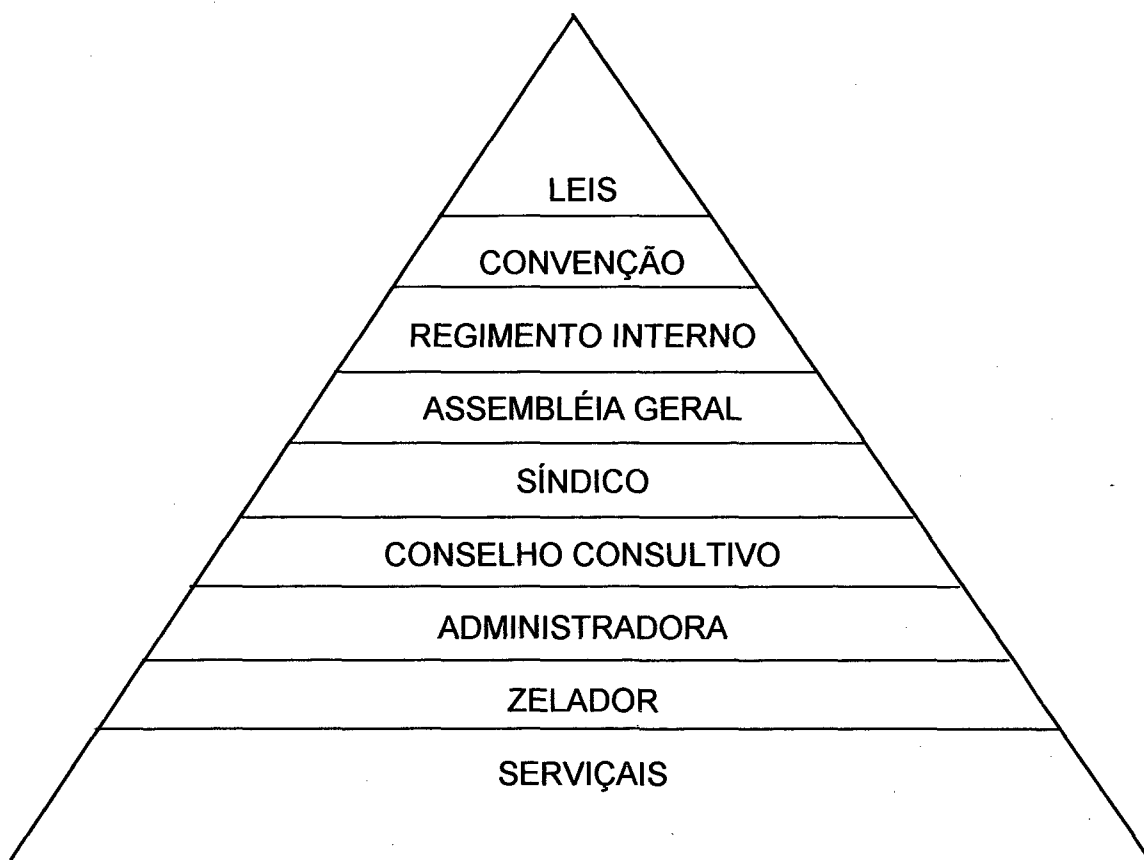 LEIS
CONVENÇÃO
REGIMENTO INTERNO
ASSEMBLÉIA GERAL
SÍNDICO
CONSELHO CONSULTIVO
ADMINISTRADORA
ZELADOR
SERVIÇAIS